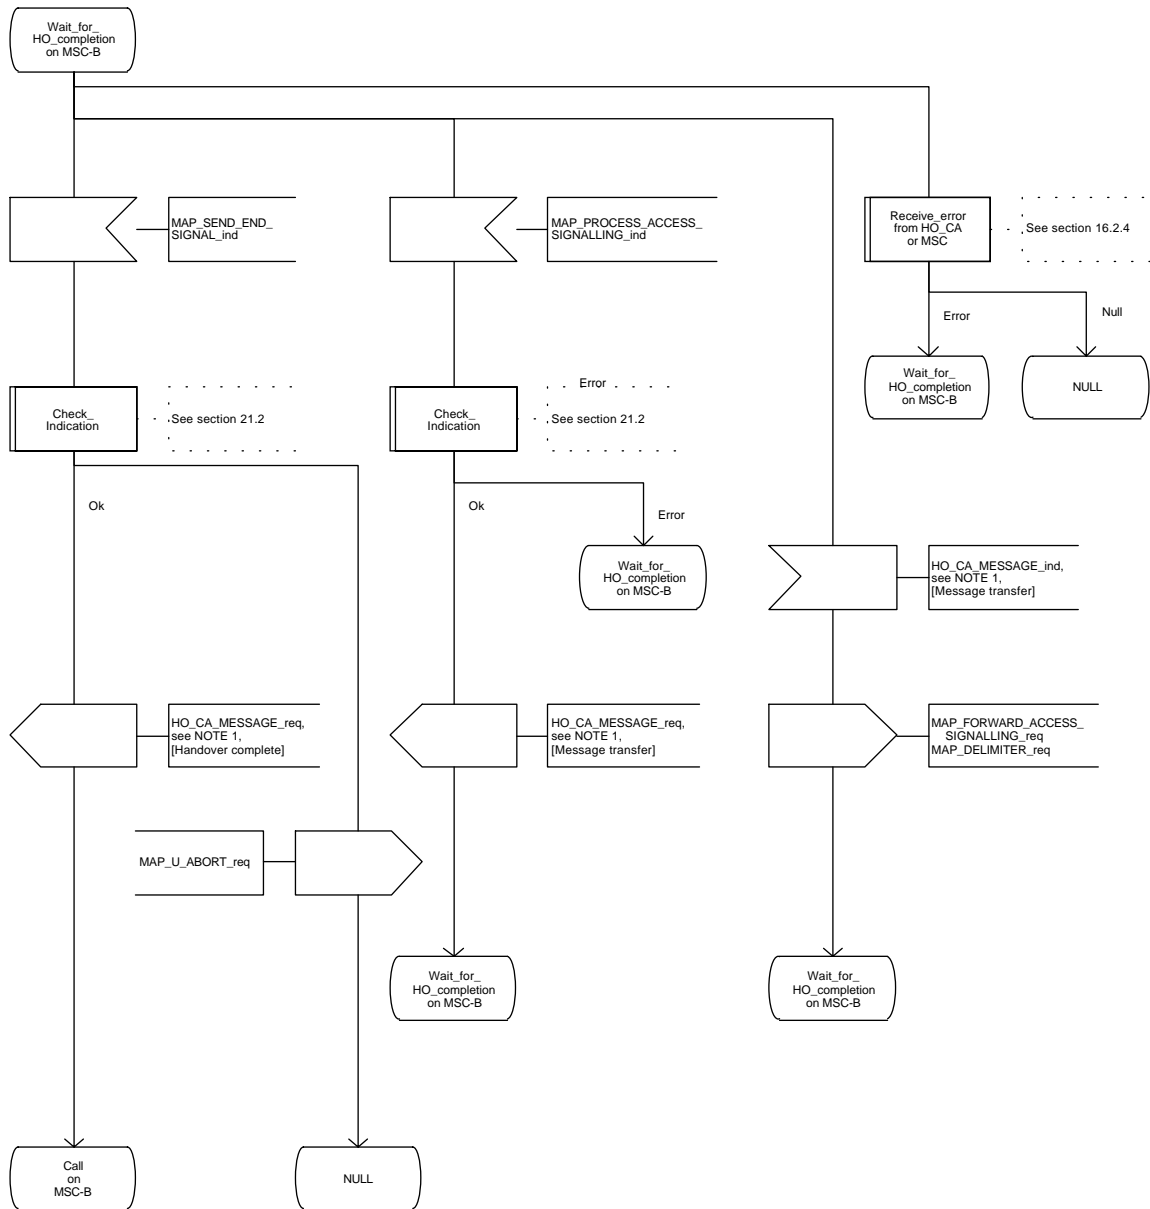 Wait_for_
HO_completion
on MSC-B
MAP_SEND_END_
SIGNAL_ind
MAP_PROCESS_ACCESS_
SIGNALLING_ind
Receive_error
from HO_CA
or MSC
See section 16.2.4
Error
Null
Wait_for_
HO_completion
on MSC-B
NULL
Check_
Indication
See section 21.2
Error
Check_
Indication
See section 21.2
Ok
Ok
Error
Wait_for_
HO_completion
on MSC-B
HO_CA_MESSAGE_ind,
see NOTE 1,
[Message transfer]
HO_CA_MESSAGE_req,
see NOTE 1,
[Handover complete]
HO_CA_MESSAGE_req,
see NOTE 1,
[Message transfer]
MAP_FORWARD_ACCESS_
SIGNALLING_req
MAP_DELIMITER_req
MAP_U_ABORT_req
Wait_for_
HO_completion
on MSC-B
Wait_for_
HO_completion
on MSC-B
Call
on
MSC-B
NULL